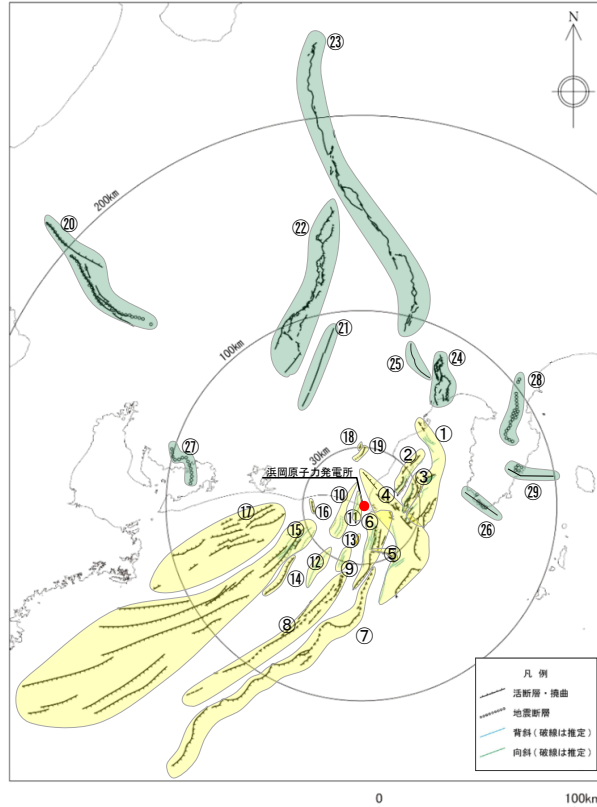 ㉓
N
200km
⑳
㉒
㉑
100km
㉕
㉔
㉘
①
⑱
⑲
㉗
30km
②
浜岡原子力発電所
③
㉙
⑩
④
⑯
⑪
⑥
㉖
⑰
⑮
⑬
⑤
⑫
⑨
⑭
⑧
⑦
凡 例
活断層・撓曲
地震断層
背斜(破線は推定)
向斜(破線は推定)
0 100km